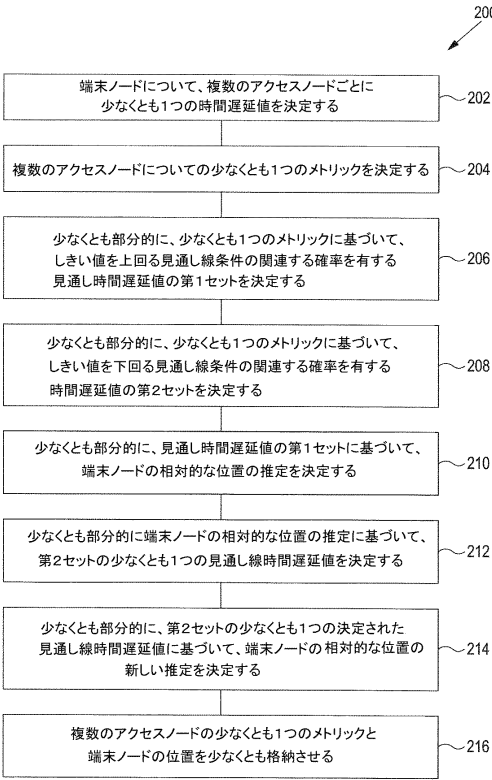 200
端末ノードについて、複数のアクセスノードごとに
少なくとも1つの時間遅延値を決定する
202
複数のアクセスノードについての少なくとも1つのメトリックを決定する
204
少なくとも部分的に、少なくとも1つのメトリックに基づいて、
しきい値を上回る見通し線条件の関連する確率を有する
見通し時間遅延値の第1セットを決定する
206
少なくとも部分的に、少なくとも1つのメトリックに基づいて、
しきい値を下回る見通し線条件の関連する確率を有する
時間遅延値の第2セットを決定する
208
少なくとも部分的に、見通し時間遅延値の第1セットに基づいて、
端末ノードの相対的な位置の推定を決定する
210
少なくとも部分的に端末ノードの相対的な位置の推定に基づいて、
第2セットの少なくとも1つの見通し線時間遅延値を決定する
212
少なくとも部分的に、第2セットの少なくとも1つの決定された
見通し線時間遅延値に基づいて、端末ノードの相対的な位置の
新しい推定を決定する
214
複数のアクセスノードの少なくとも1つのメトリックと
端末ノードの位置を少なくとも格納させる
216